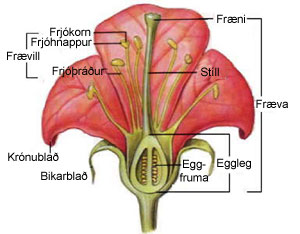 Fræni
Frjókorn
Frjóhnappur
Frævill
Frjóþráður
Stíll
Fræva
Krónublað
Bikarblað
Egg-
fruma
Eggleg